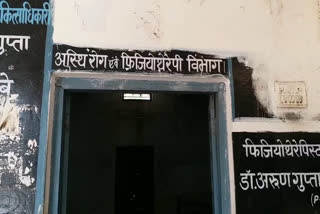 कित्साधिकारी
गुप्ता
बे
अस्थि रोग एवं फ़िजियोथेरेपी विभाग
फिजियोथेरेपिस्ट
डॉ.अरुण गुप्ता
(P